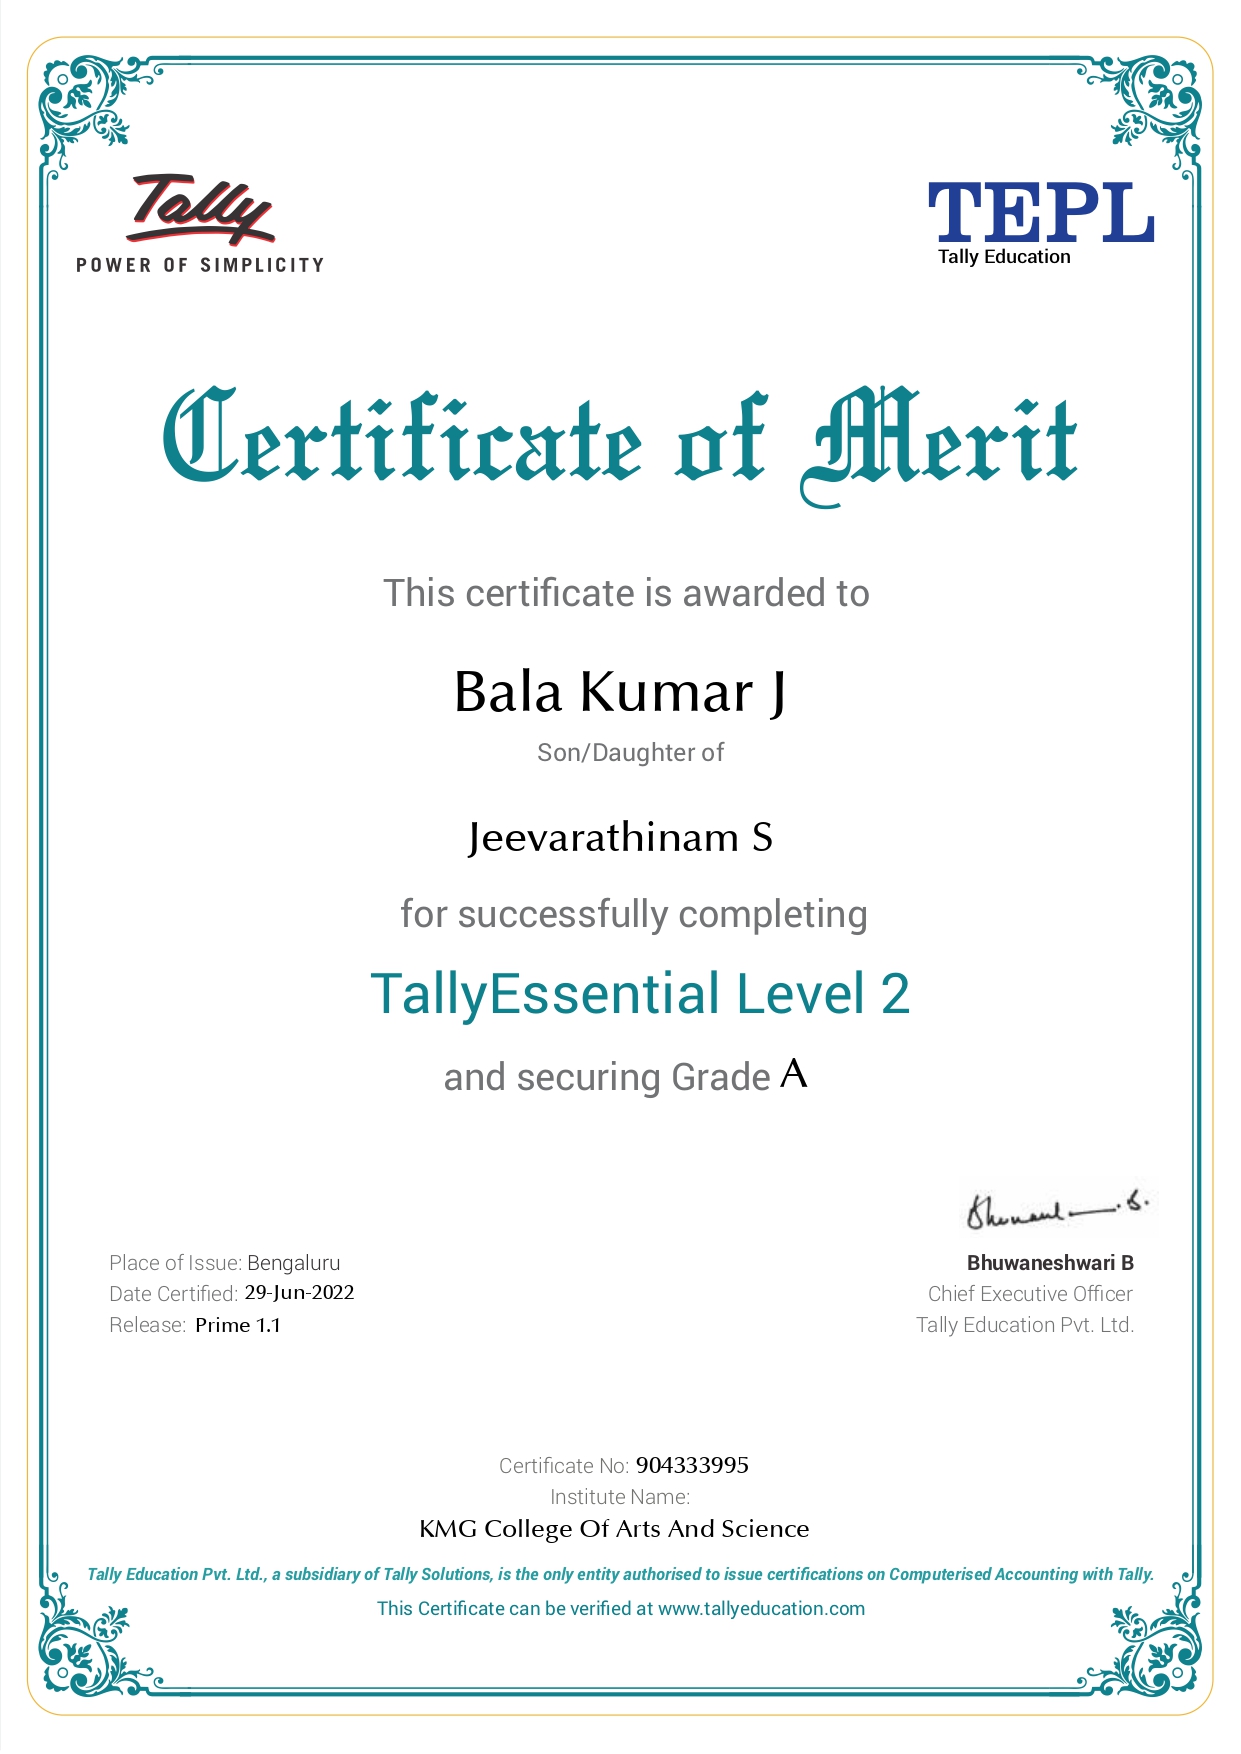 Tally
POWER OF SIMPLICITY
TEPL
Tally Education
Certificate of Merit
This certificate is awarded to
Bala Kumar J
Son/Daughter of
Jeevarathinam S
for successfully completing
TallyEssential Level 2
and securing Grade A
Place of Issue: Bengaluru
Date Certified: 29-Jun-2022
Release: Prime 1.1
Bhuwaneshwari B
Chief Executive Officer
Tally Education Pvt. Ltd.
Certificate No: 904333995
Institute Name:
KMG College Of Arts And Science
Tally Education Pvt. Ltd., a subsidiary of Tally Solutions, is the only entity authorised to issue certifications on Computerised Accounting with Tally.
This Certificate can be verified at www.tallyeducation.com